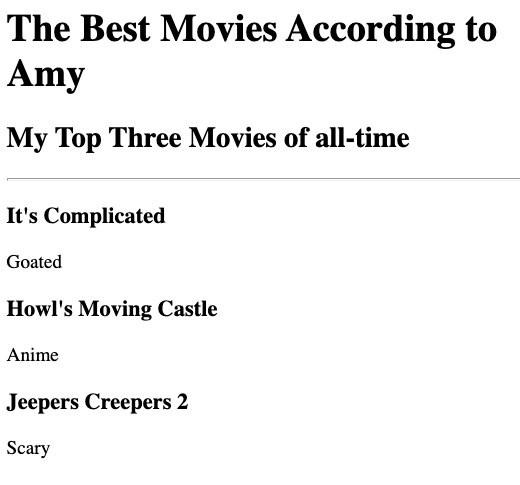 The Best Movies According to
Amy
My Top Three Movies of all-time
It's Complicated
Goated
Howl's Moving Castle
Anime
Jeepers Creepers 2
Scary